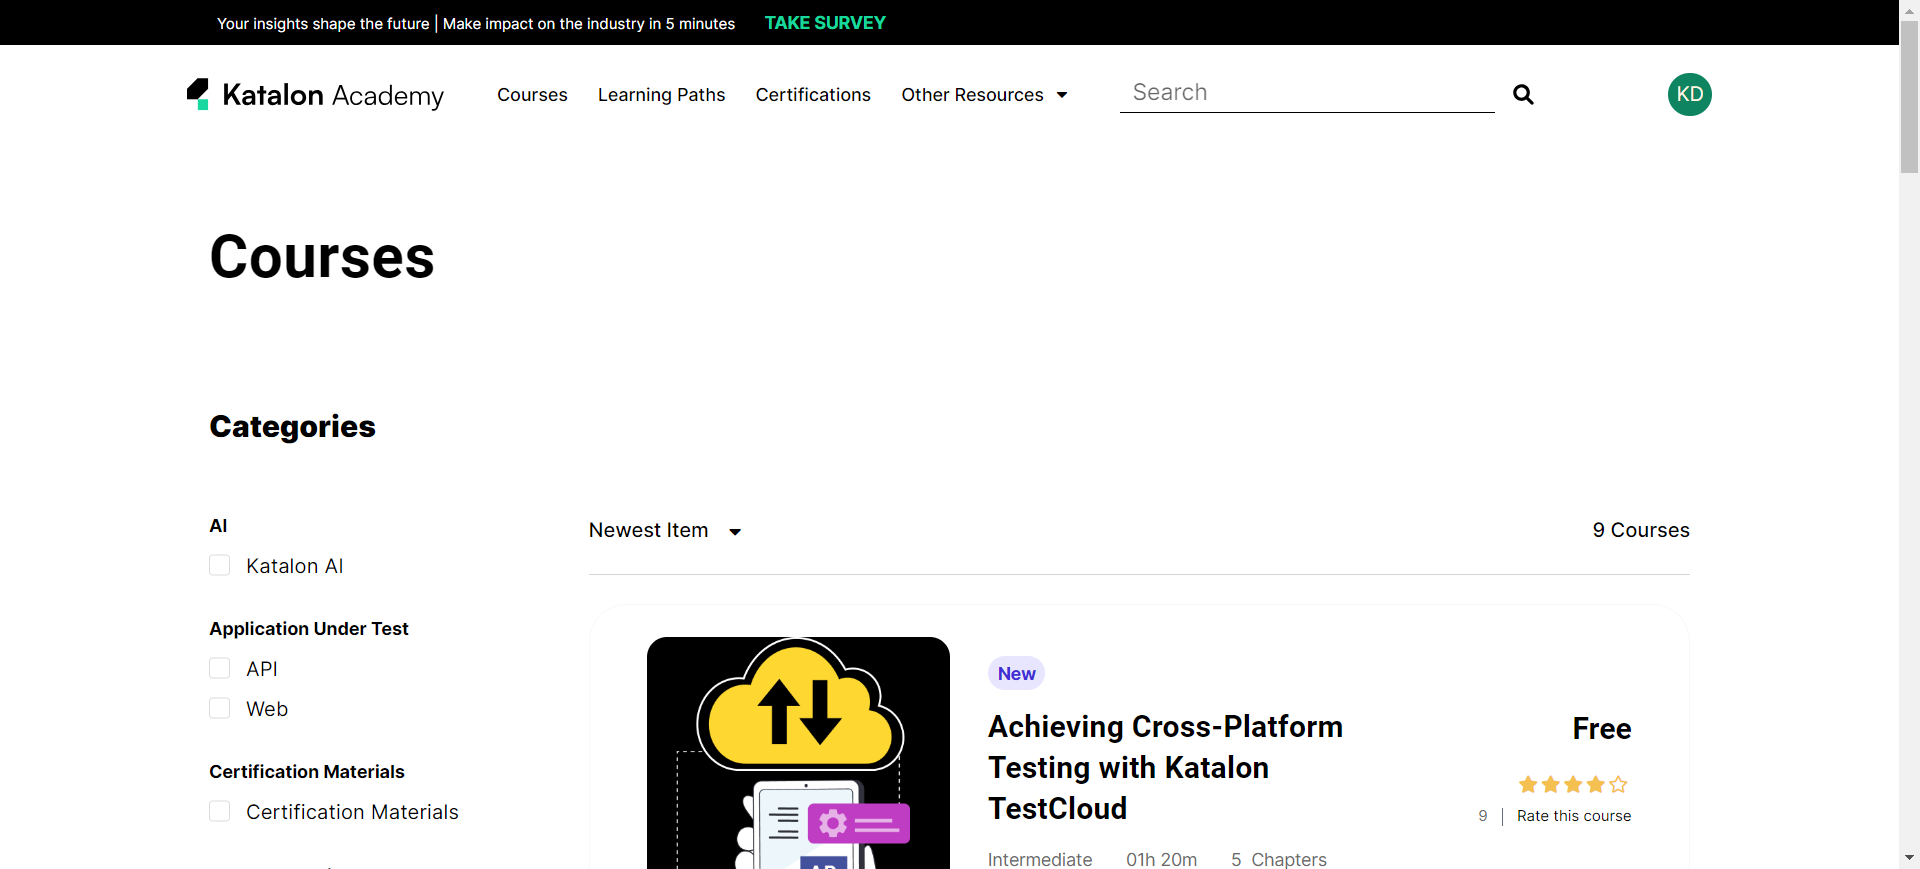 Your insights shape the future | Make impact on the industry in 5 minutes TAKE SURVEY
Katalon Academy Courses Learning Paths Certifications Other Resources Search KD
Courses
Categories
AI
Katalon AI
Application Under Test
API
Web
Certification Materials
Certification Materials
Newest Item 9 Courses
New
Achieving Cross-Platform
Testing with Katalon
TestCloud
Intermediate 01h 20m 5 Chapters
Free
9 | Rate this course